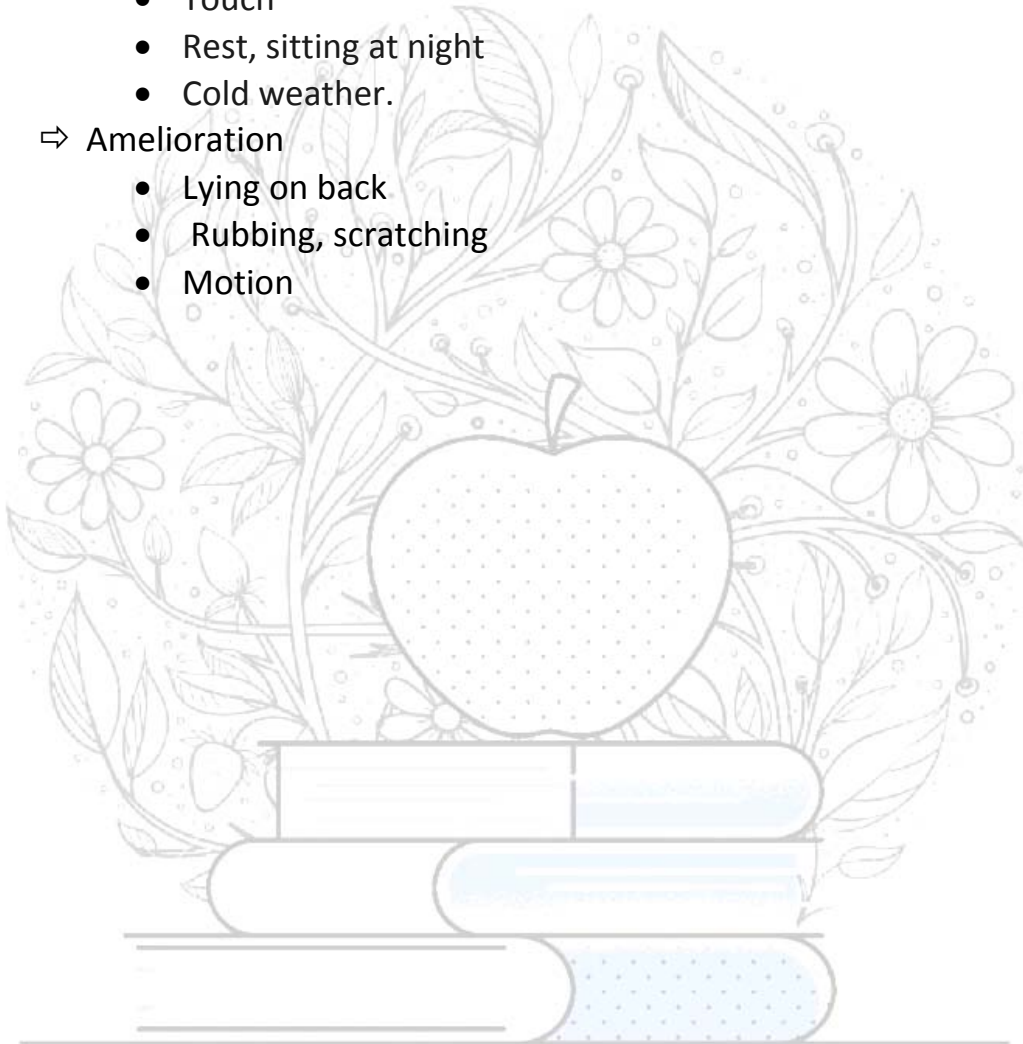 • Touch
• Rest, sitting at night
• Cold weather.
⇨ Amelioration
• Lying on back
• Rubbing, scratching
• Motion